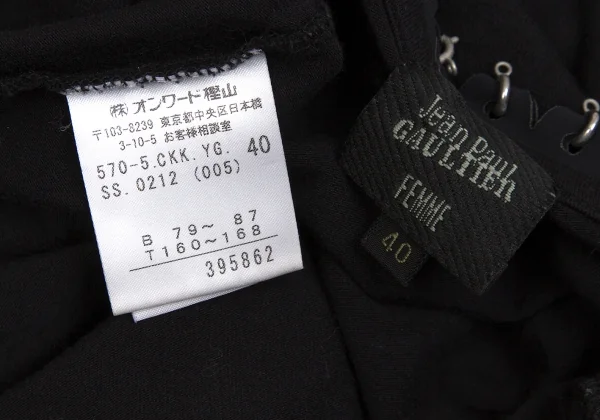 ㈱ オンワード樫山
〒103-8239 東京都中央区日本橋
3-10-5 お客様相談室
570-5.CKK.YG. 40
SS. 0212 (005)
B 79～ 87
T160～168
395862
Jean Paul
GAULTIER
FEMME
40